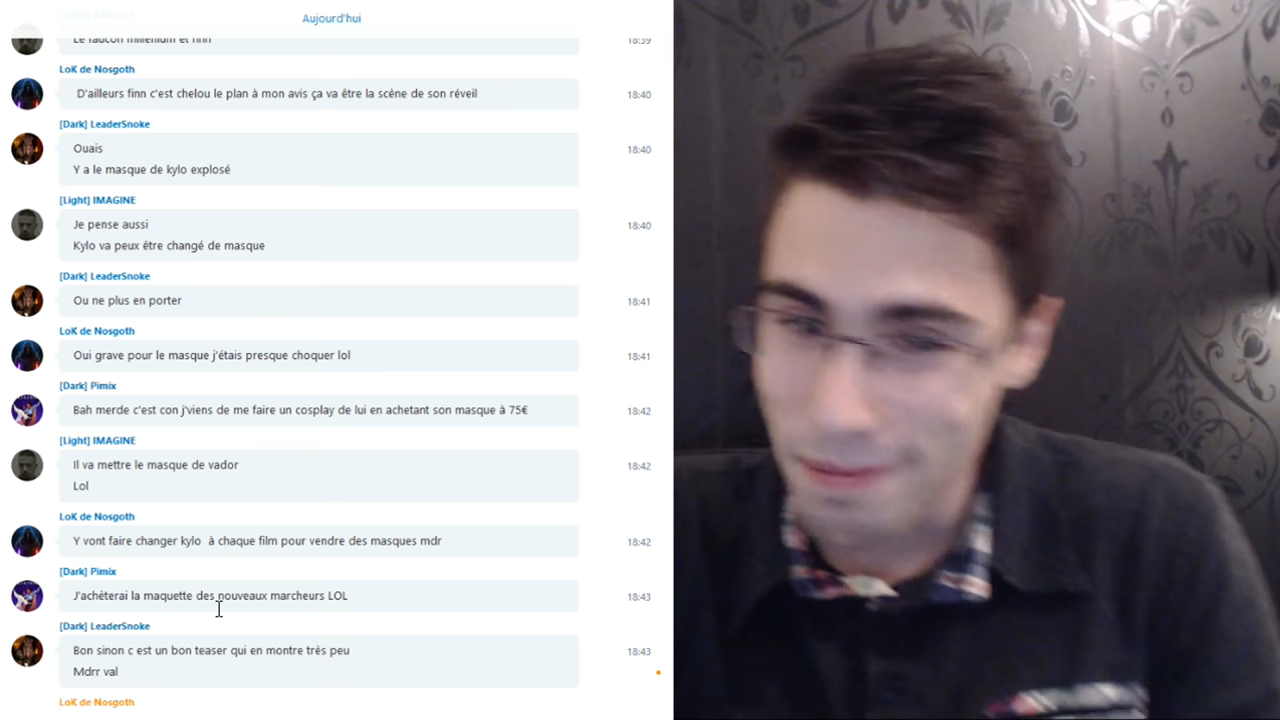 Aujourd'hui
Le faucon millenium et finn
18:39
LoK de Nosgoth
D'ailleurs finn c'est chelou le plan à mon avis ça va être la scène de son réveil
18:40
[Dark] LeaderSnoke
Ouais
18:40
Y a le masque de kylo explosé
[Light] IMAGINE
Je pense aussi
18:40
Kylo va peux être changé de masque
[Dark] LeaderSnoke
Ou ne plus en porter
18:41
LoK de Nosgoth
Oui grave pour le masque j'étais presque choquer lol
18:41
[Dark] Pimix
Bah merde c'est con j'viens de me faire un cosplay de lui en achetant son masque à 75€
18:42
[Light] IMAGINE
Il va mettre le masque de vador
18:42
Lol
LoK de Nosgoth
Y vont faire changer kylo à chaque film pour vendre des masques mdr
18:42
[Dark] Pimix
J'achèterai la maquette des nouveaux marcheurs LOL
18:43
[Dark] LeaderSnoke
Bon sinon c est un bon teaser qui en montre très peu
18:43
Mdrr val
LoK de Nosgoth